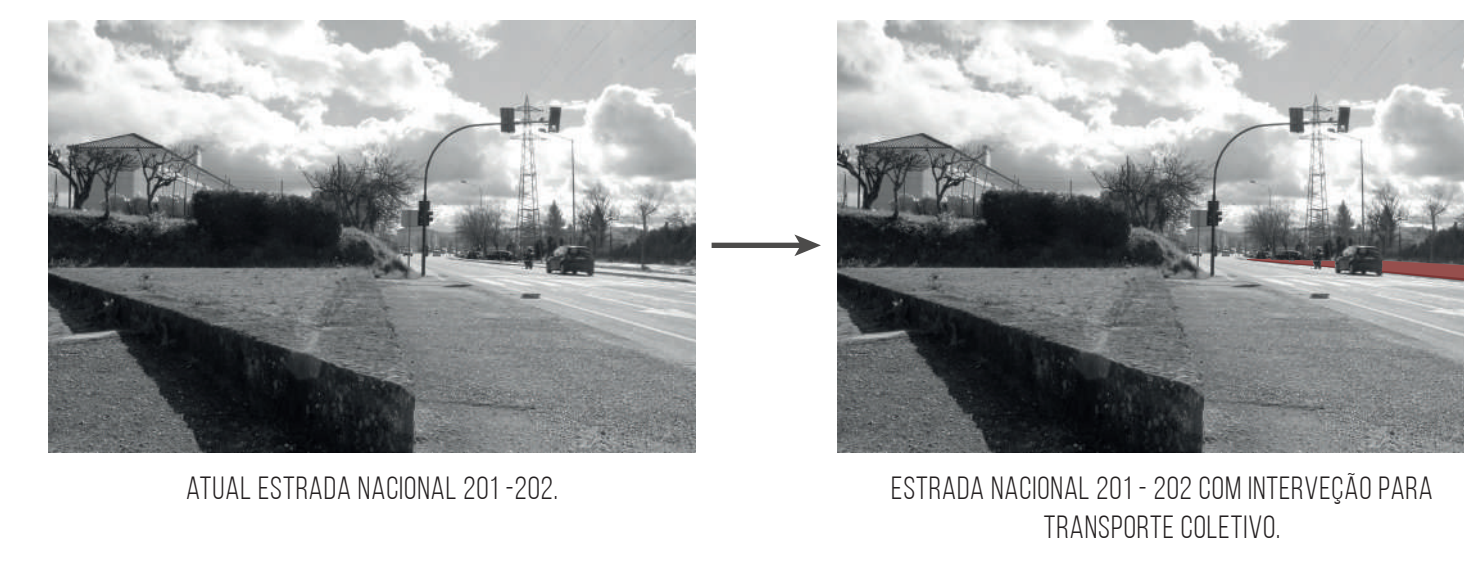 ATUAL ESTRADA NACIONAL 201 -202.
ESTRADA NACIONAL 201 - 202 COM INTERVEÇÃO PARA
TRANSPORTE COLETIVO.